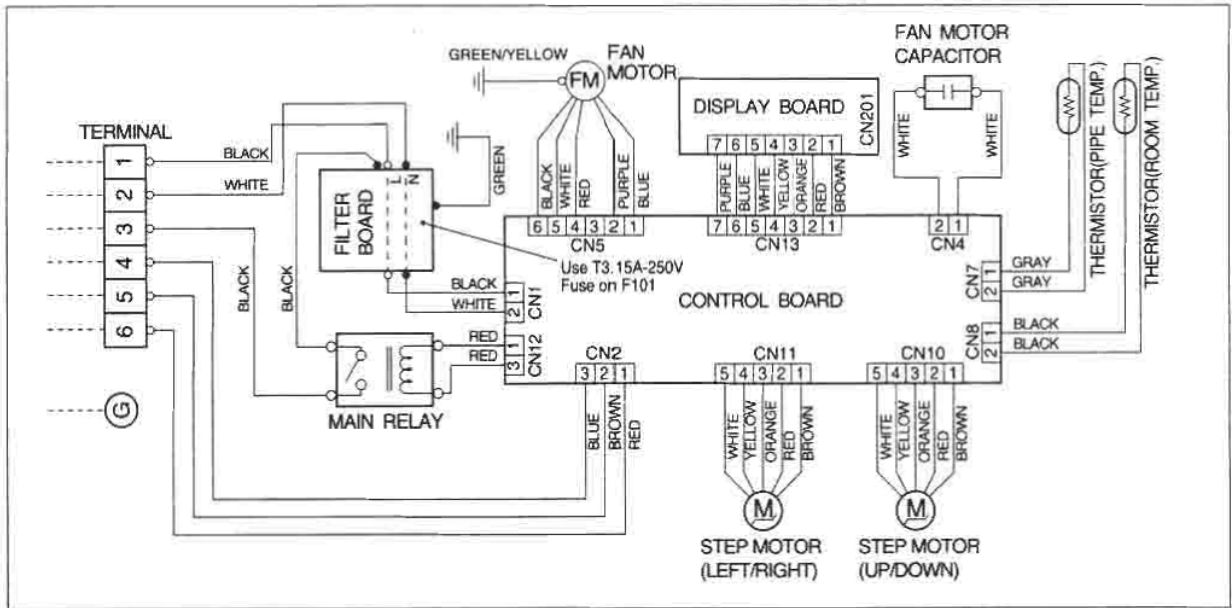 GREEN/YELLOW
FM
FAN
MOTOR
FAN MOTOR
CAPACITOR
WHITE
WHITE
THERMISTOR(PIPE TEMP.)
THERMISTOR(ROOM TEMP.)
DISPLAY BOARD
CN201
7 6 5 4 3 2 1
PURPLE
BLUE
WHITE
YELLOW
ORANGE
RED
BROWN
7 6 5 4 3 2 1
CN13
TERMINAL
1
2
3
4
5
6
G
BLACK
WHITE
BLACK
BLACK
L
N
FILTER
BOARD
GREEN
Use T3.15A-250V
Fuse on F101
BLACK
WHITE
RED
PURPLE
BLUE
6 5 4 3 2 1
CN5
2 1
CN4
BLACK
WHITE
1
2
CN1
RED
RED
1
3
CN12
CONTROL BOARD
CN7
1
2
GRAY
GRAY
CN8
1
2
BLACK
BLACK
MAIN RELAY
CN2
3 2 1
BLUE
BROWN
RED
CN11
5 4 3 2 1
WHITE
YELLOW
ORANGE
RED
BROWN
M
STEP MOTOR
(LEFT/RIGHT)
CN10
5 4 3 2 1
WHITE
YELLOW
ORANGE
RED
BROWN
M
STEP MOTOR
(UP/DOWN)